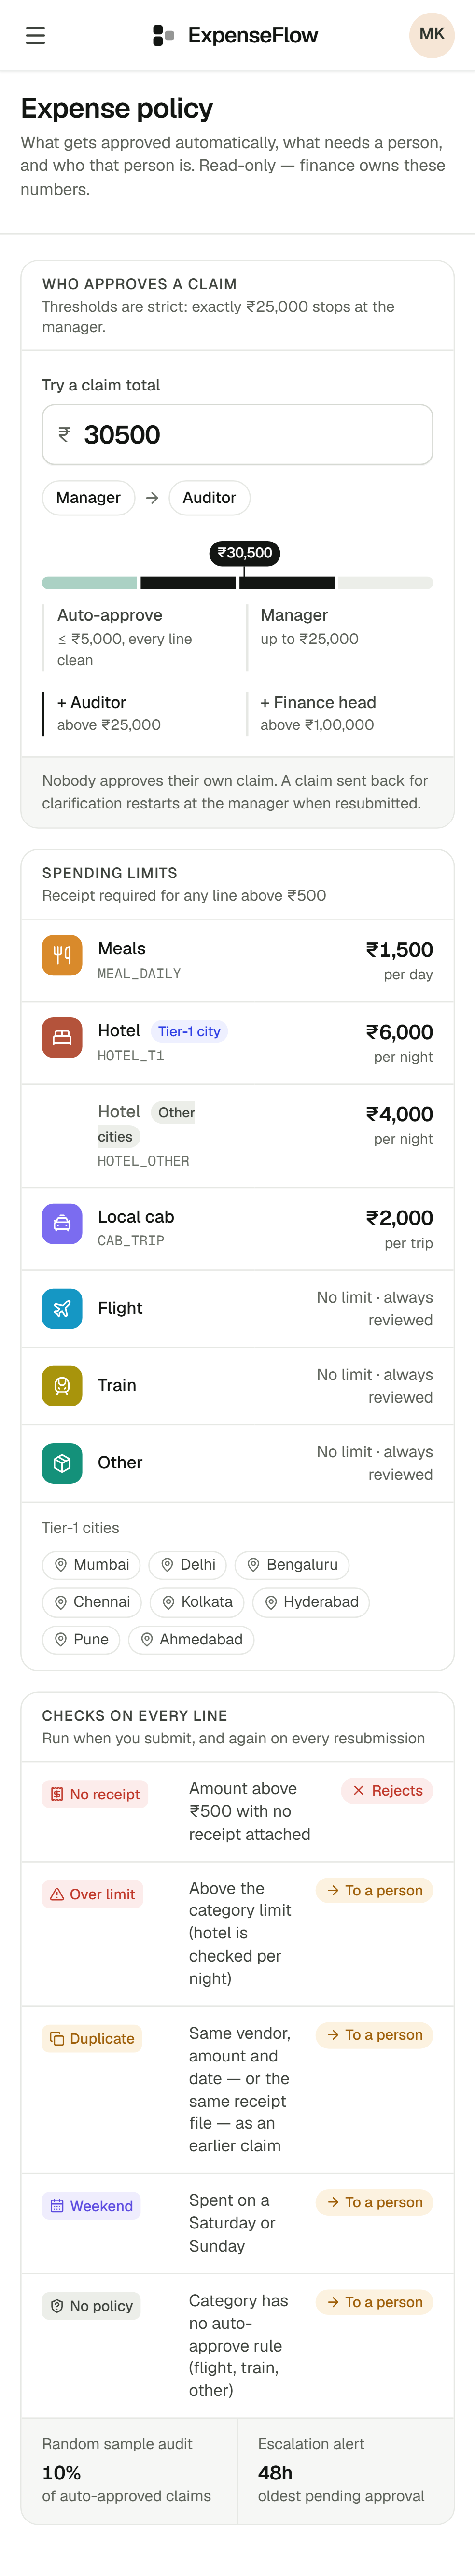 ExpenseFlow
MK
Expense policy
What gets approved automatically, what needs a person,
and who that person is. Read-only — finance owns these
numbers.
WHO APPROVES A CLAIM
Thresholds are strict: exactly ₹25,000 stops at the
manager.
Try a claim total
₹ 30500
Manager → Auditor
₹30,500
Auto-approve
≤ ₹5,000, every line
clean
Manager
up to ₹25,000
+ Auditor
above ₹25,000
+ Finance head
above ₹1,00,000
Nobody approves their own claim. A claim sent back for
clarification restarts at the manager when resubmitted.
SPENDING LIMITS
Receipt required for any line above ₹500
Meals
MEAL_DAILY
₹1,500
per day
Hotel Tier-1 city
HOTEL_T1
₹6,000
per night
Hotel Other
cities
HOTEL_OTHER
₹4,000
per night
Local cab
CAB_TRIP
₹2,000
per trip
Flight
No limit · always
reviewed
Train
No limit · always
reviewed
Other
No limit · always
reviewed
Tier-1 cities
Mumbai Delhi Bengaluru
Chennai Kolkata Hyderabad
Pune Ahmedabad
CHECKS ON EVERY LINE
Run when you submit, and again on every resubmission
No receipt
Amount above
₹500 with no
receipt attached
Rejects
Over limit
Above the
category limit
(hotel is
checked per
night)
→ To a person
Duplicate
Same vendor,
amount and
date — or the
same receipt
file — as an
earlier claim
→ To a person
Weekend
Spent on a
Saturday or
Sunday
→ To a person
No policy
Category has
no auto-
approve rule
(flight, train,
other)
→ To a person
Random sample audit
10%
of auto-approved claims
Escalation alert
48h
oldest pending approval